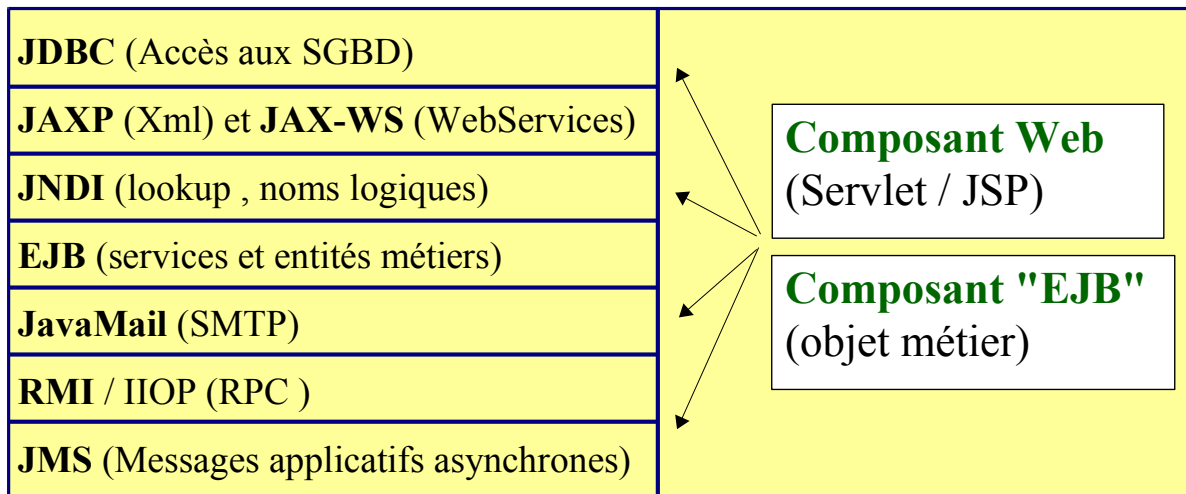 JDBC (Accès aux SGBD)
JAXP (Xml) et JAX-WS (WebServices)
JNDI (lookup , noms logiques)
EJB (services et entités métiers)
JavaMail (SMTP)
RMI / IIOP (RPC )
JMS (Messages applicatifs asynchrones)
Composant Web
(Servlet / JSP)
Composant "EJB"
(objet métier)